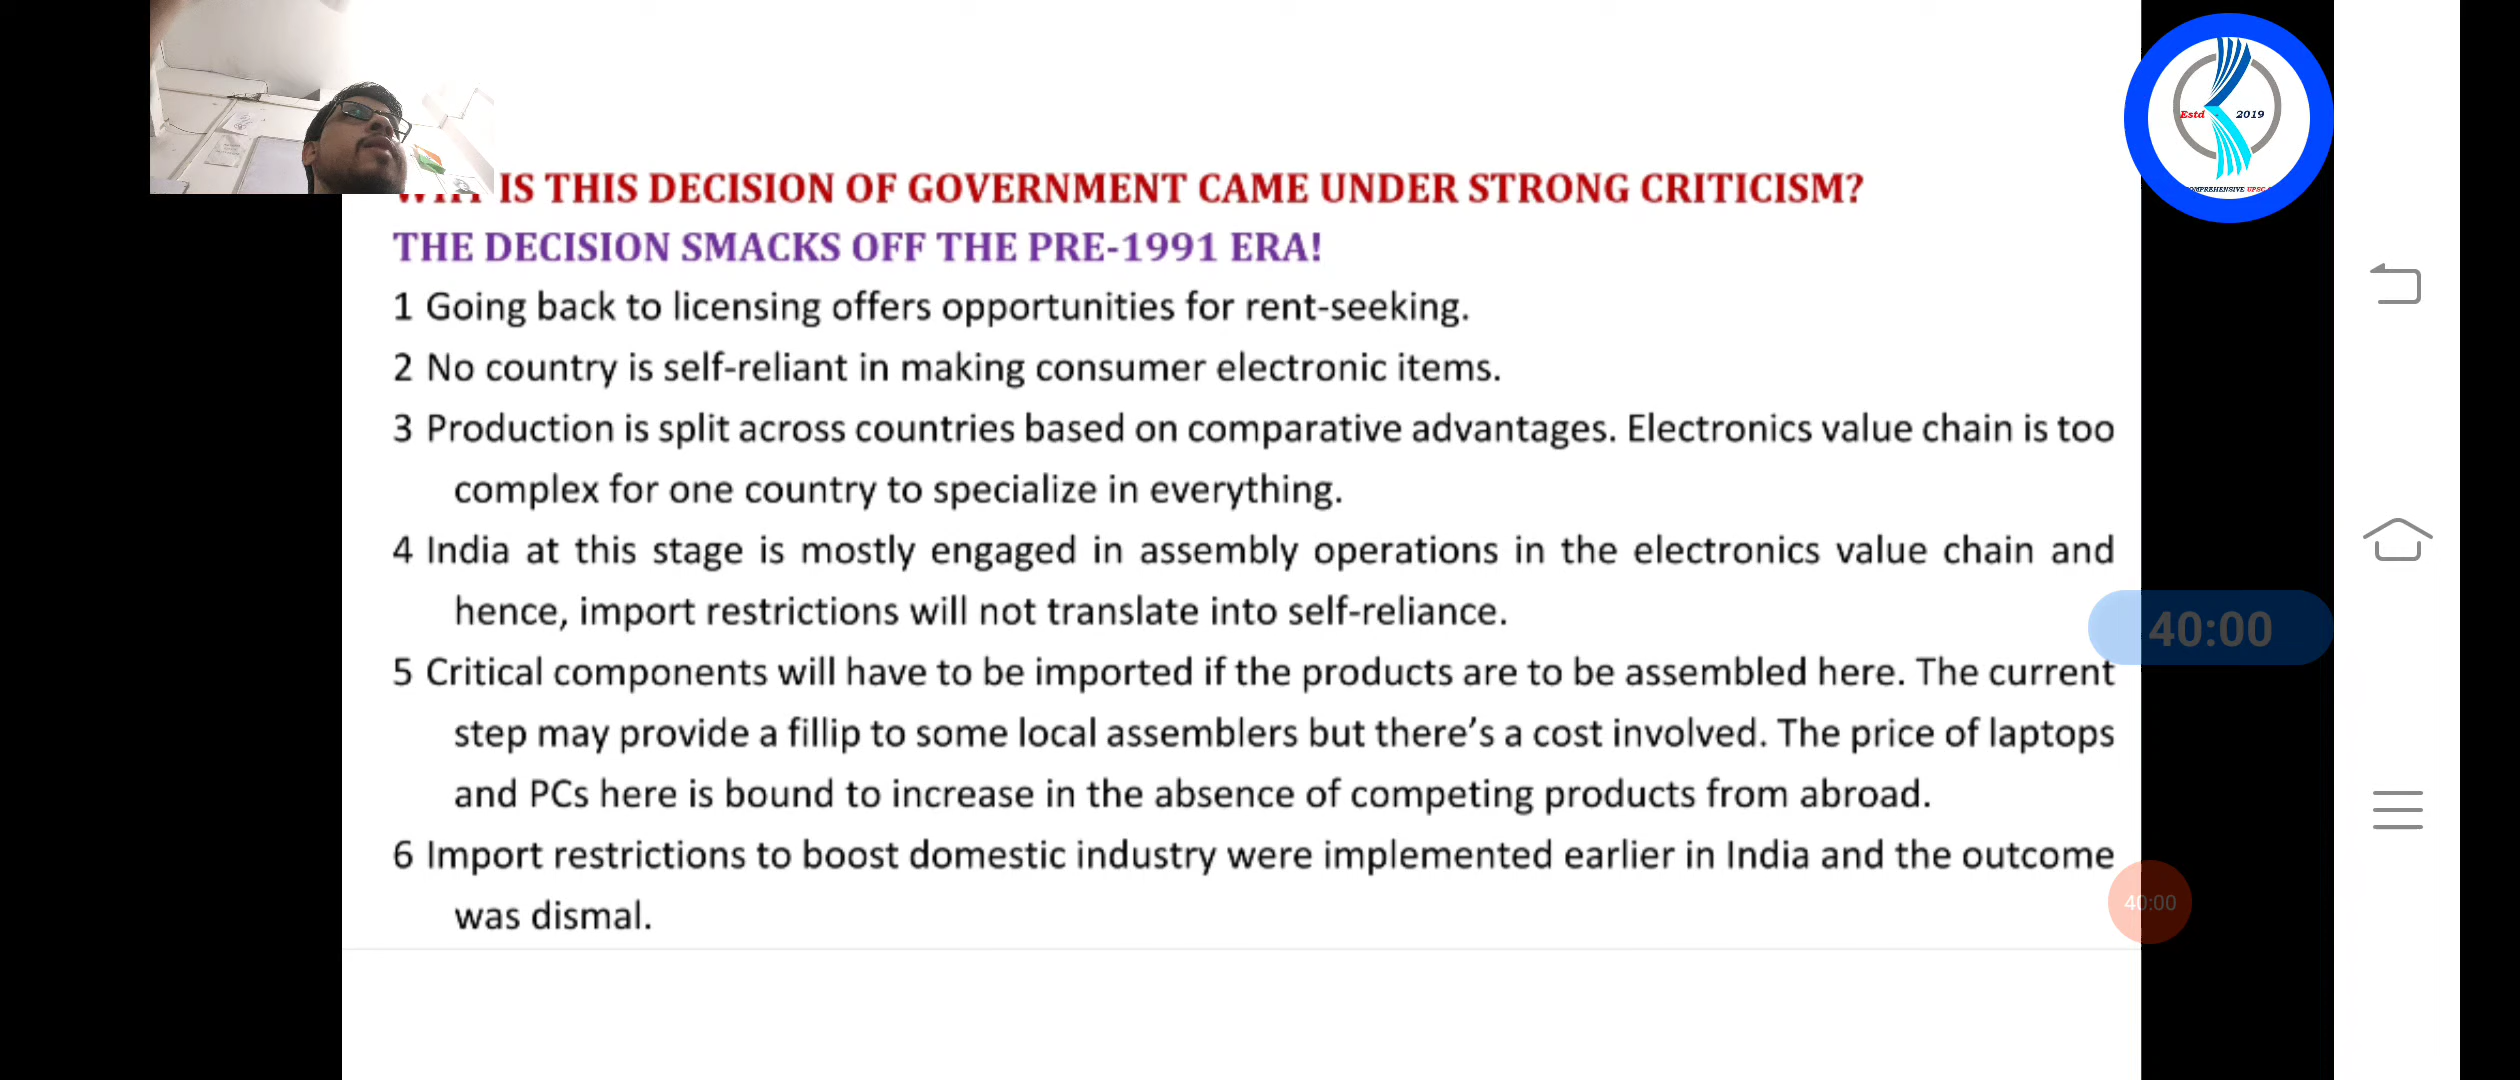 IS THIS DECISION OF GOVERNMENT CAME UNDER STRONG CRITICISM?
THE DECISION SMACKS OFF THE PRE-1991 ERA!
1 Going back to licensing offers opportunities for rent-seeking.
2 No country is self-reliant in making consumer electronic items.
3 Production is split across countries based on comparative advantages. Electronics value chain is too
complex for one country to specialize in everything.
4 India at this stage is mostly engaged in assembly operations in the electronics value chain and
hence, import restrictions will not translate into self-reliance.
5 Critical components will have to be imported if the products are to be assembled here. The current
step may provide a fillip to some local assemblers but there's a cost involved. The price of laptops
and PCs here is bound to increase in the absence of competing products from abroad.
6 Import restrictions to boost domestic industry were implemented earlier in India and the outcome
was dismal.
Estd - 2019
UPSC
40:00
40:00